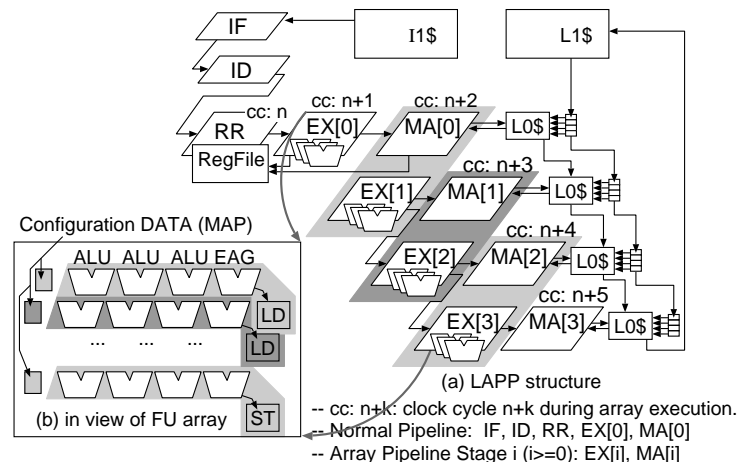 IF
I1$
L1$
ID
cc: n
cc: n+1
cc: n+2
RR
EX[0]
MA[0]
L0$
RegFile
cc: n+3
EX[1]
MA[1]
L0$
Configuration DATA (MAP)
cc: n+4
EX[2]
MA[2]
L0$
ALU ALU ALU EAG
cc: n+5
LD
EX[3]
MA[3]
L0$
LD
... ...
(a) LAPP structure
ST
(b) in view of FU array
-- cc: n+k: clock cycle n+k during array execution.
-- Normal Pipeline: IF, ID, RR, EX[0], MA[0]
-- Array Pipeline Stage i (i>=0): EX[i], MA[i]